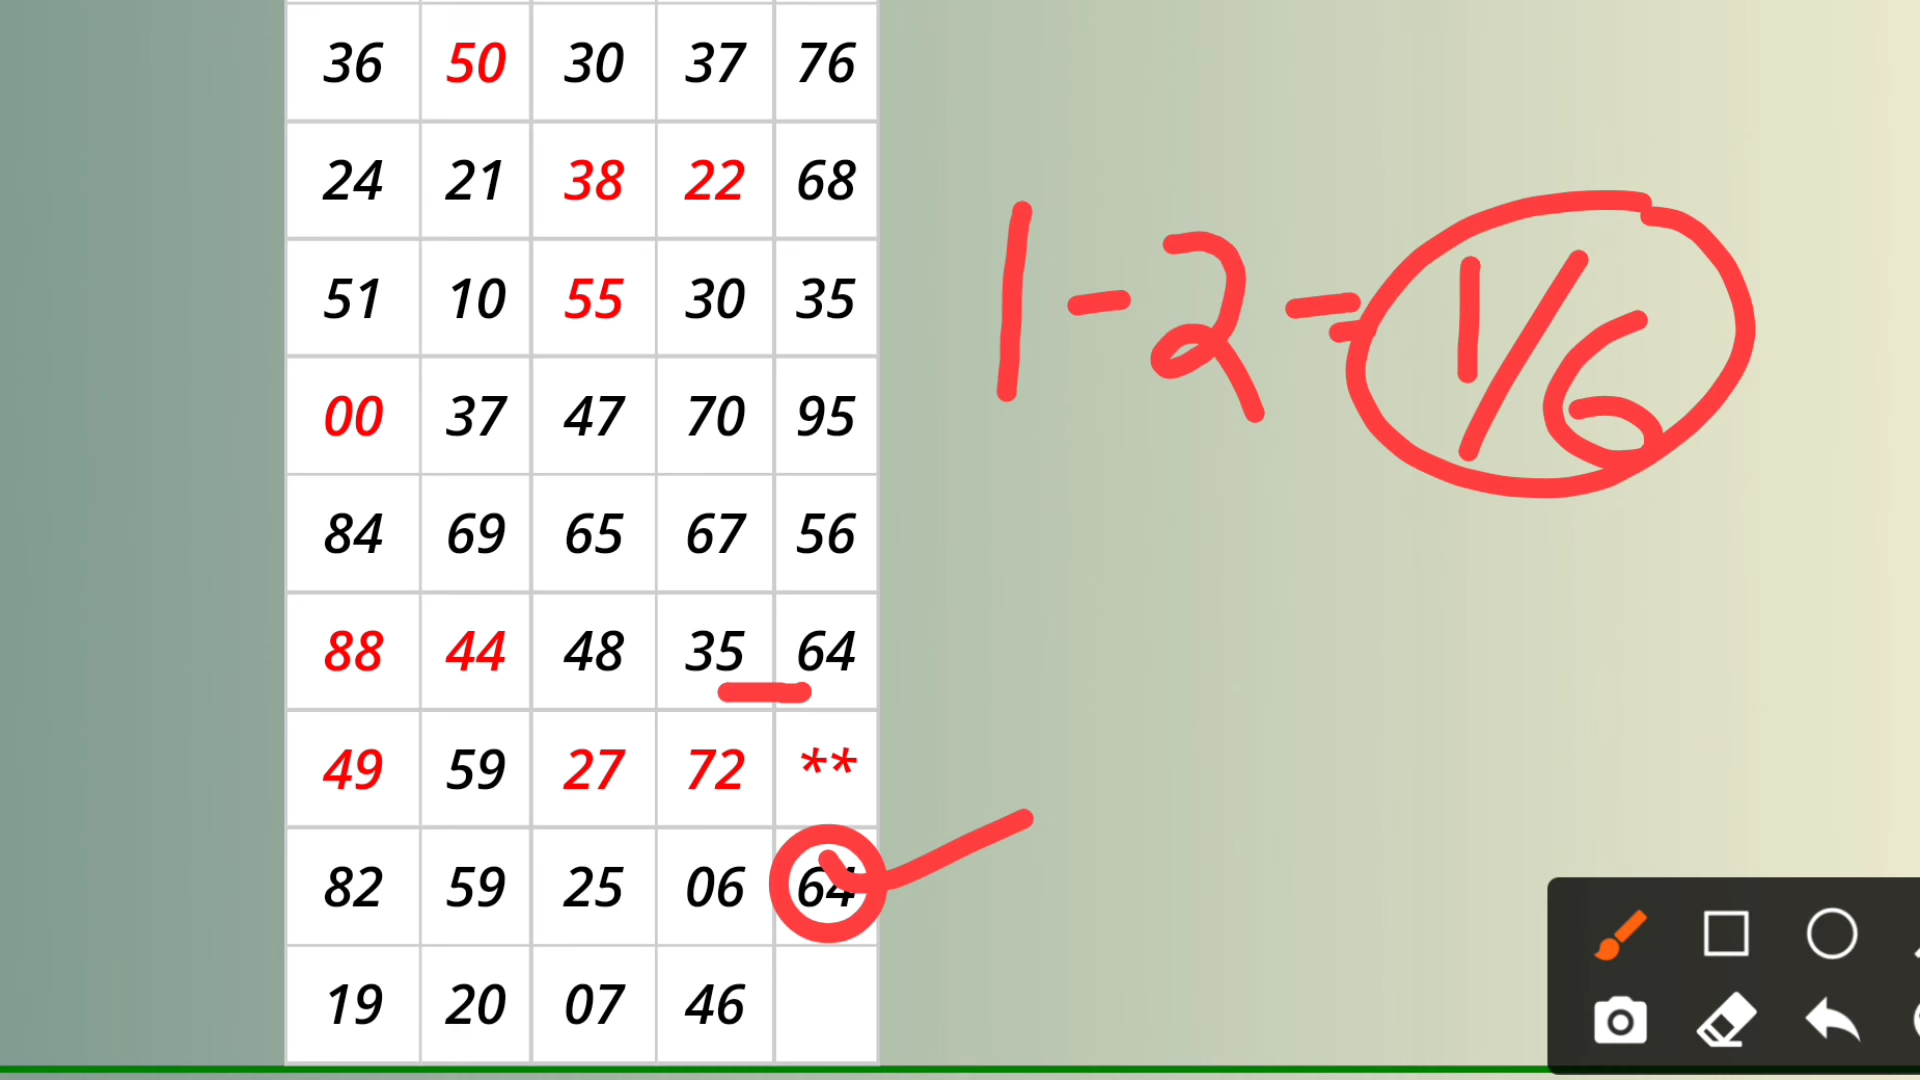 36 50 30 37 76
24 21 38 22 68
51 10 55 30 35
00 37 47 70 95
84 69 65 67 56
88 44 48 35 64
49 59 27 72 **
82 59 25 06 64
19 20 07 46
1-2-1/6